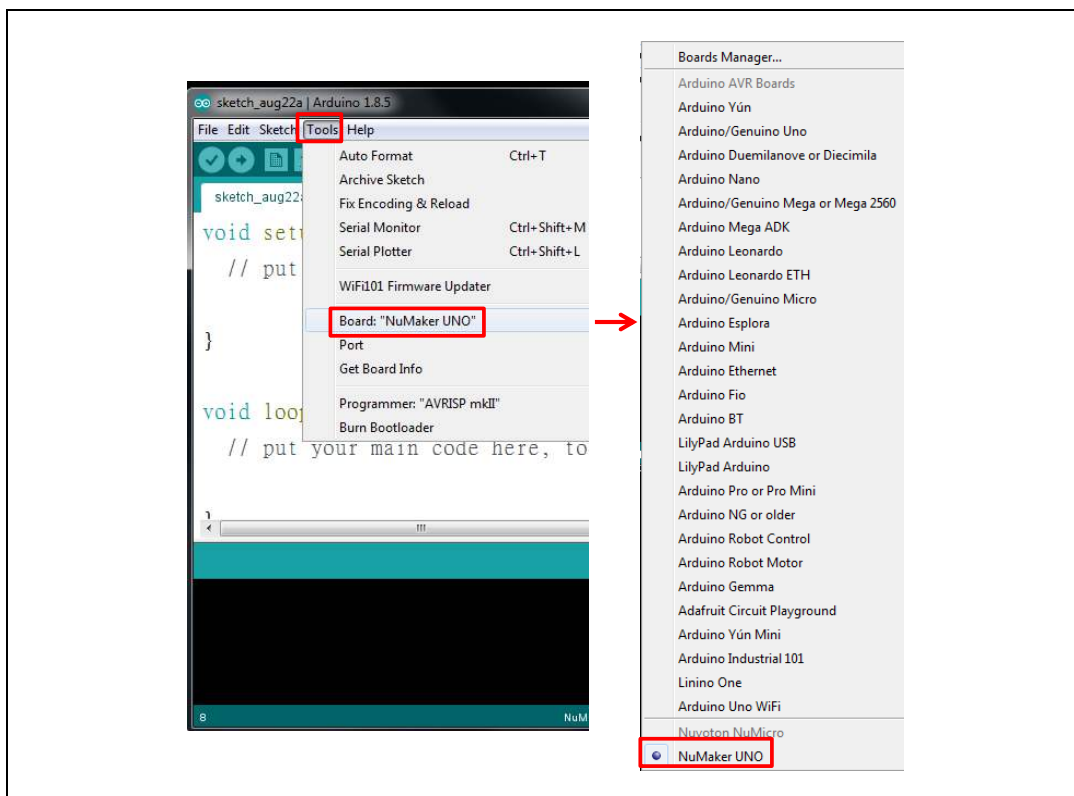 sketch_aug22a | Arduino 1.8.5
File Edit Sketch Tools Help
Auto Format Ctrl+T
Archive Sketch
Fix Encoding & Reload
Serial Monitor Ctrl+Shift+M
Serial Plotter Ctrl+Shift+L
WiFi101 Firmware Updater
Board: "NuMaker UNO"
Port
Get Board Info
Programmer: "AVRISP mkII"
Burn Bootloader
sketch_aug22a
void
// put
}
void
// put your main code here, to
}
8
Boards Manager...
Arduino AVR Boards
Arduino Yún
Arduino/Genuino Uno
Arduino Duemilanove or Diecimila
Arduino Nano
Arduino/Genuino Mega or Mega 2560
Arduino Mega ADK
Arduino Leonardo
Arduino Leonardo ETH
Arduino/Genuino Micro
Arduino Esplora
Arduino Mini
Arduino Ethernet
Arduino Fio
Arduino BT
LilyPad Arduino USB
LilyPad Arduino
Arduino Pro or Pro Mini
Arduino NG or older
Arduino Robot Control
Arduino Robot Motor
Arduino Gemma
Adafruit Circuit Playground
Arduino Yún Mini
Arduino Industrial 101
Linino One
Arduino Uno WiFi
Nuvoton NuMicro
NuMaker UNO